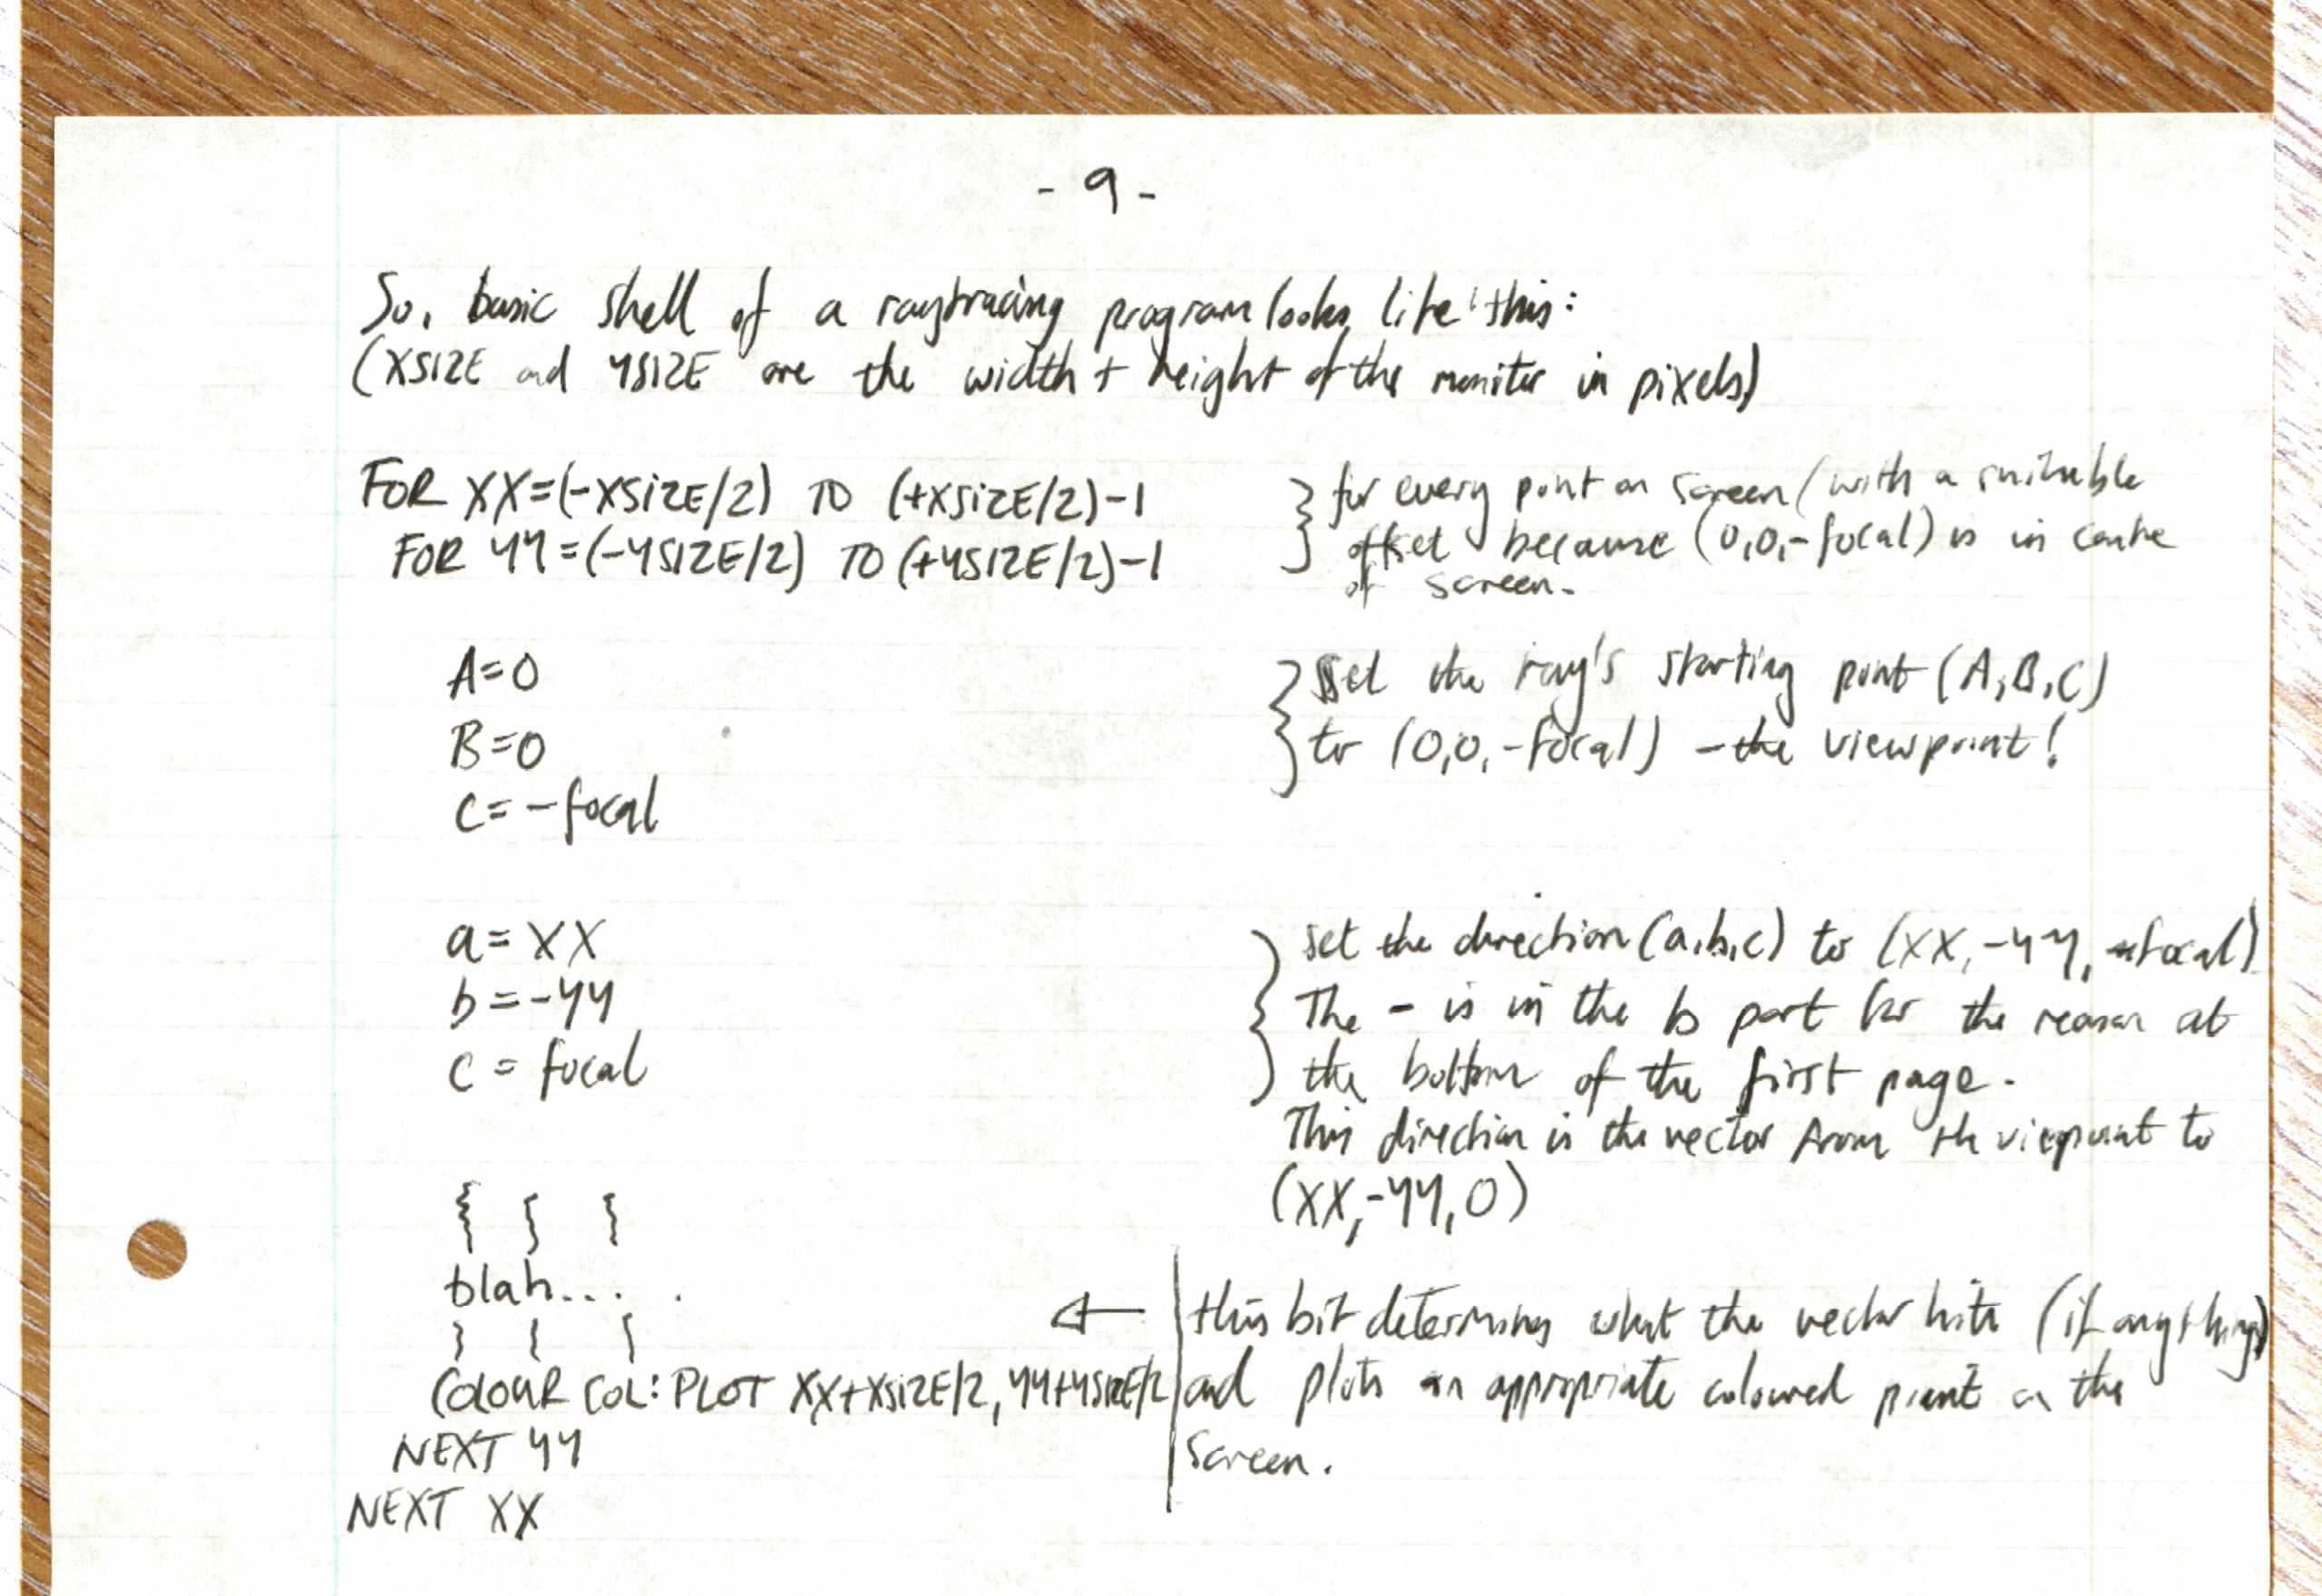 - 9 -
So, basic shell of a raytracing program looks like this:
(XSIZE and YSIZE are the width + height of the monitor in pixels)
FOR XX=(-XSIZE/2) TO (+XSIZE/2)-1
FOR YY=(-YSIZE/2) TO (+YSIZE/2)-1
for every point on screen (with a suitable
offset because (0,0,-focal) is in centre
of screen.
A=0
B=0
C=-focal
Set the ray's starting point (A,B,C)
to (0,0,-focal) - the viewpoint!
a=XX
b=-YY
c=focal
set the direction (a,b,c) to (XX,-YY, focal)
The - is in the b part for the reason at
the bottom of the first page.
This direction is the vector from the viewpoint to
(XX,-YY,0)
blah... .
COLOUR COL: PLOT XX+XSIZE/2, YY+YSIZE/2
NEXT YY
NEXT XX
this bit determines what the vector hits (if anything)
and plots an appropriate coloured point on the
screen.